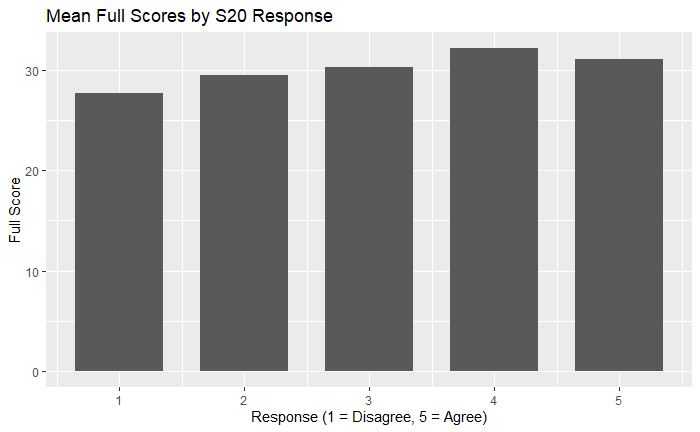 Mean Full Scores by S20 Response
Full Score
30
20
10
0
1 2 3 4 5
Response (1 = Disagree, 5 = Agree)